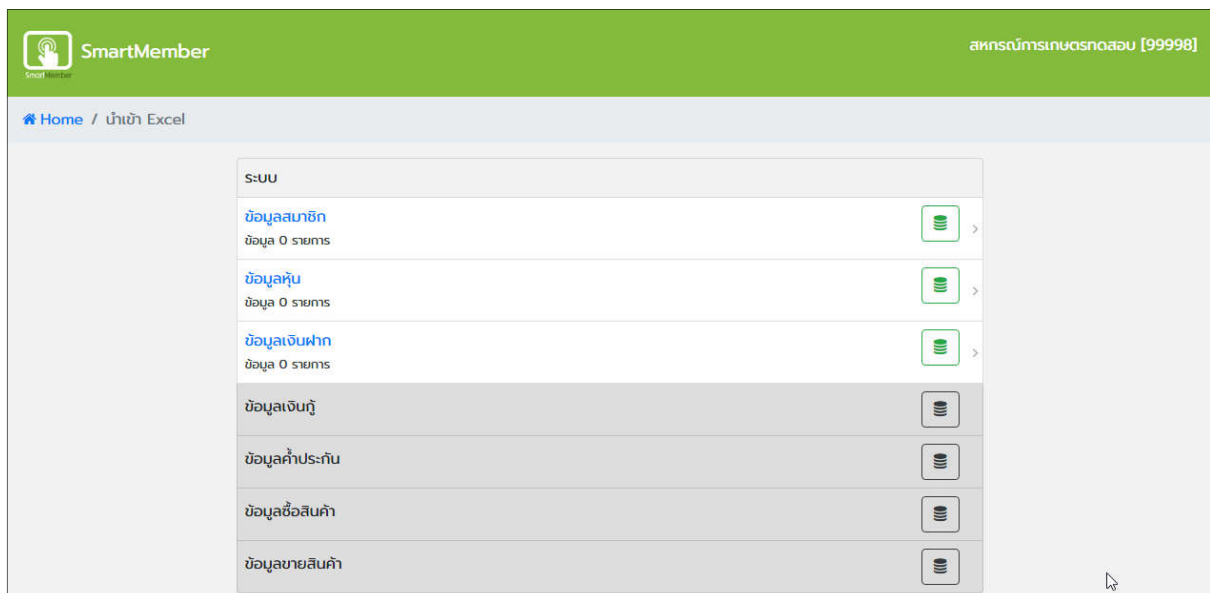 SmartMember
SmartMember
สหกรณ์การเกษตรทดสอบ [99998]
Home / นำเข้า Excel
ระบบ
ข้อมูลสมาชิก
ข้อมูล 0 รายการ
ข้อมูลหุ้น
ข้อมูล 0 รายการ
ข้อมูลเงินฝาก
ข้อมูล 0 รายการ
ข้อมูลเงินกู้
ข้อมูลค้ำประกัน
ข้อมูลซื้อสินค้า
ข้อมูลขายสินค้า